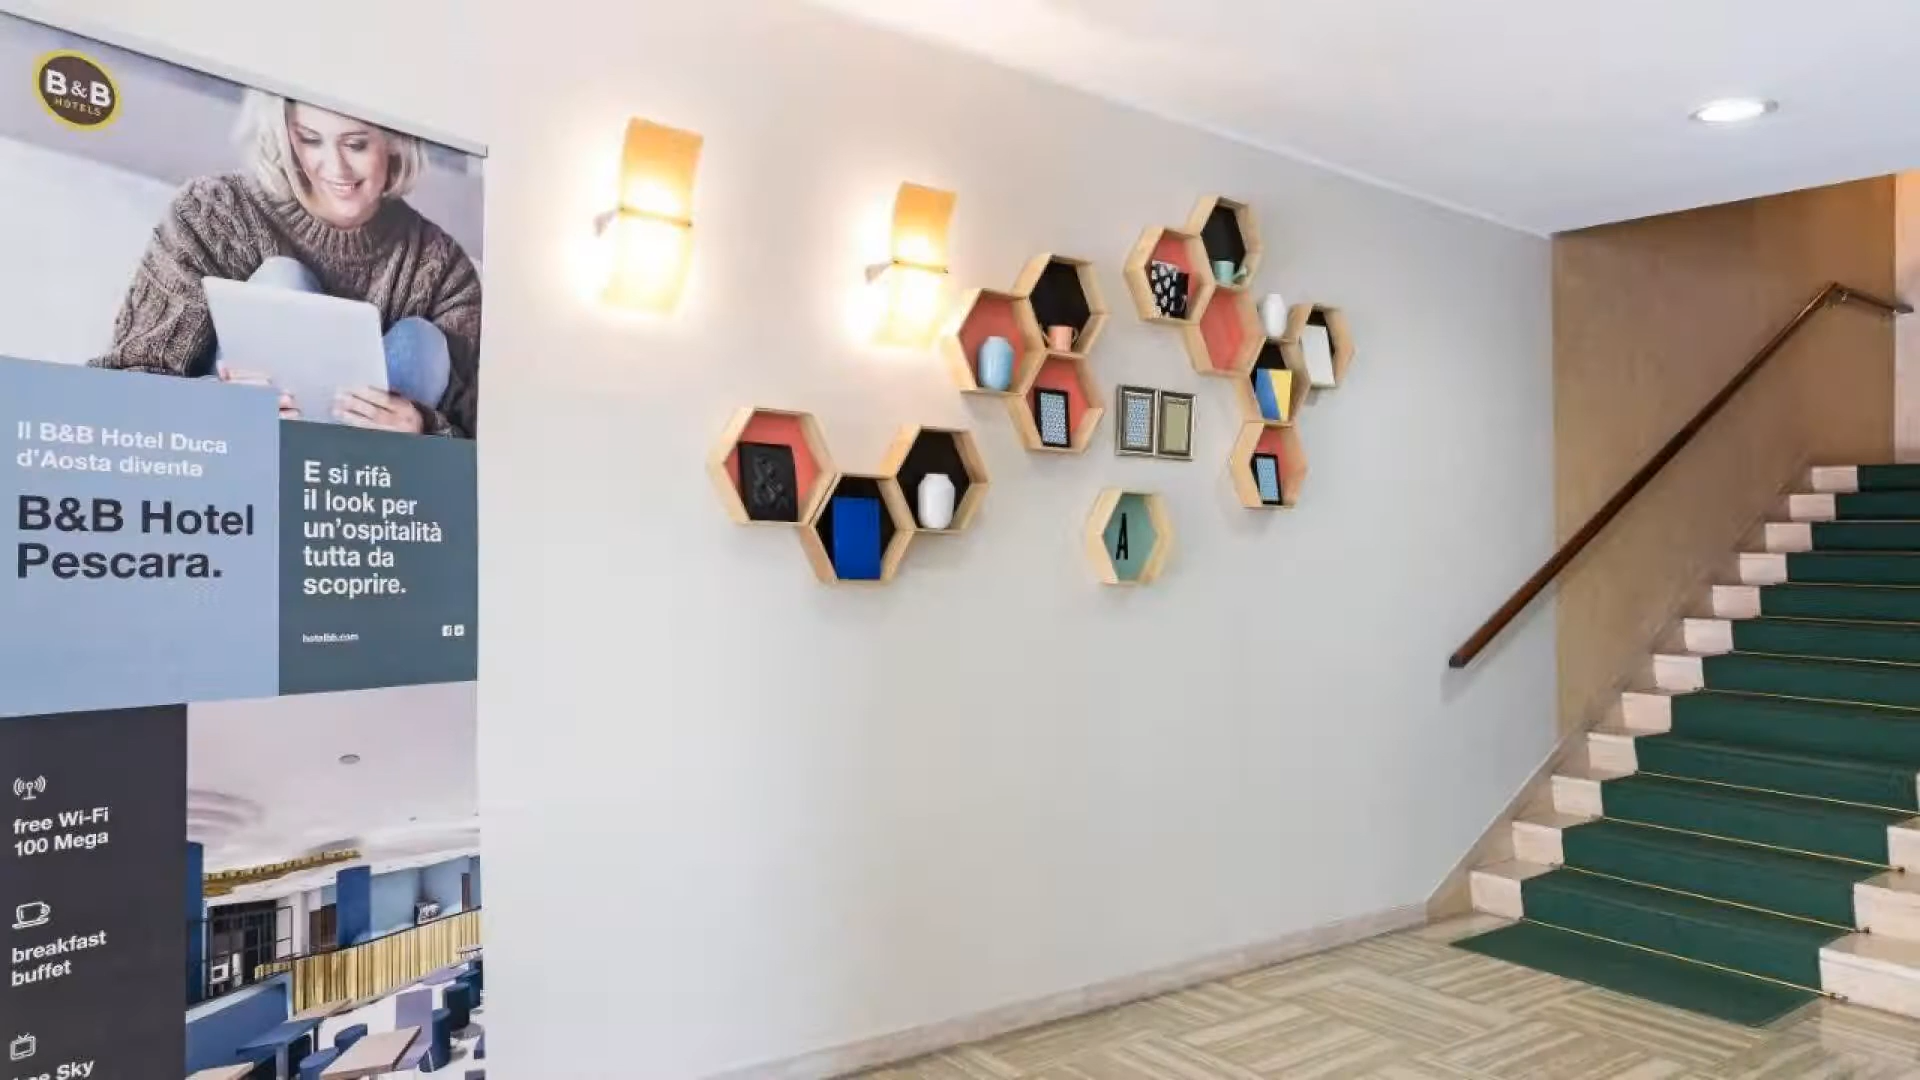 B&B
HOTELS
Il B&B Hotel Duca
d'Aosta diventa
B&B Hotel
Pescara.
E si rifà
il look per
un'ospitalità
tutta da
scoprire.
hotelbb.com
free Wi-Fi
100 Mega
breakfast
buffet
Sky
A